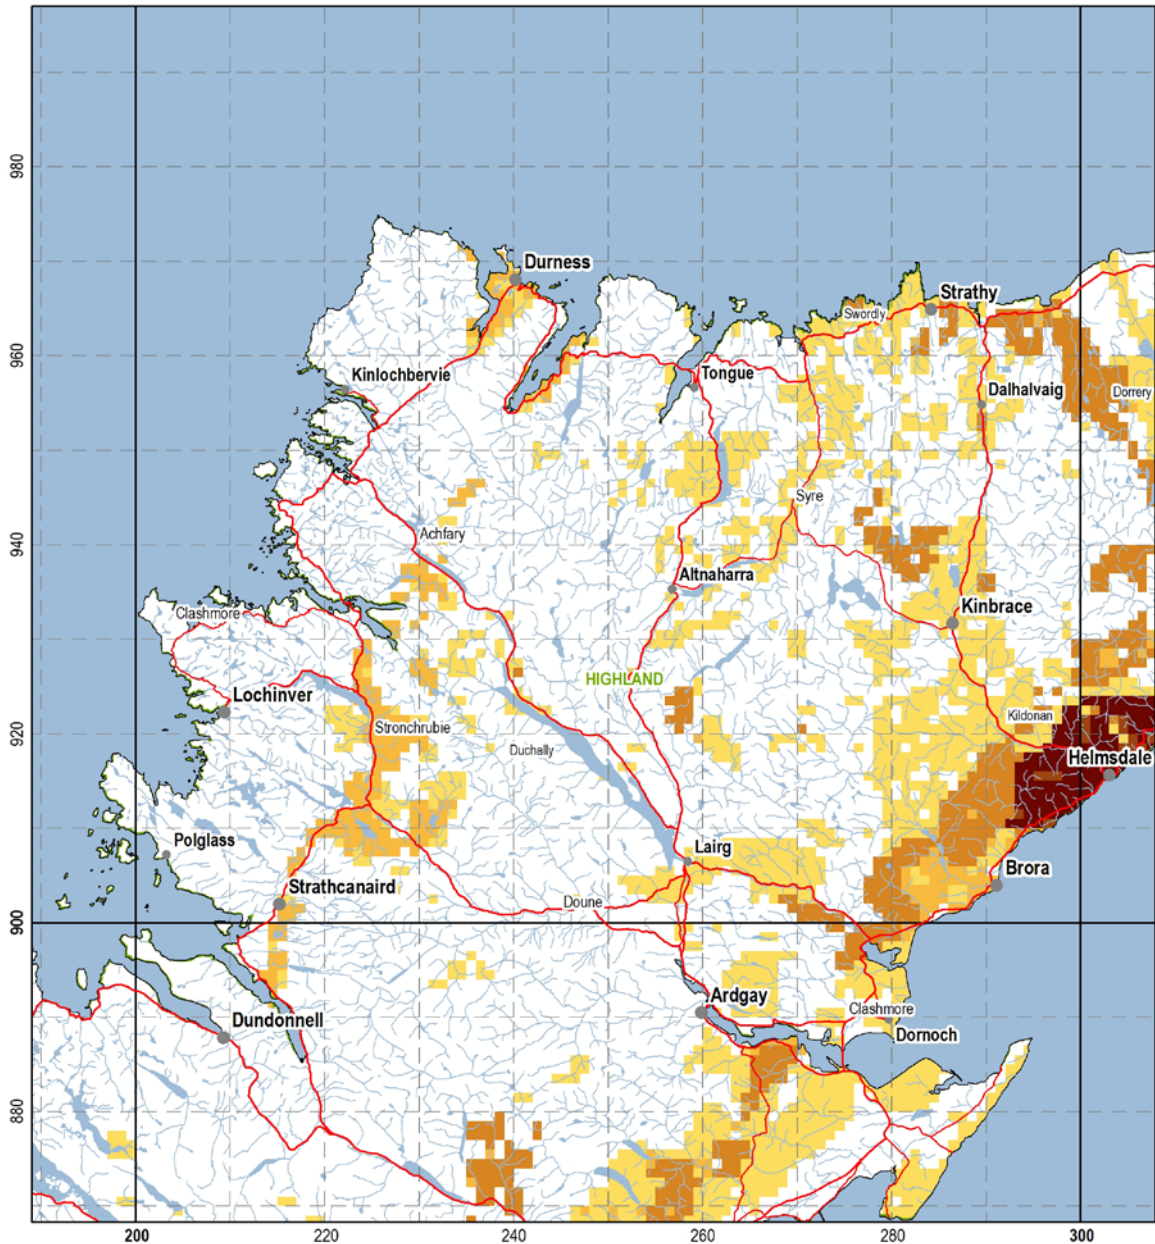 980
Durness
Strathy
Swordly
960
Kinlochbervie
Tongue
Dalhalvaig
Dorrery
Syre
940
Achfary
Altnaharra
Clashmore
Kinbrace
HIGHLAND
Lochinver
Kildonan
920
Stronchrubie
Duchally
Helmsdale
Polglass
Lairg
Brora
Strathcanaird
Doune
900
Ardgay
Clashmore
Dundonnell
Dornoch
880
200
220
240
260
280
300